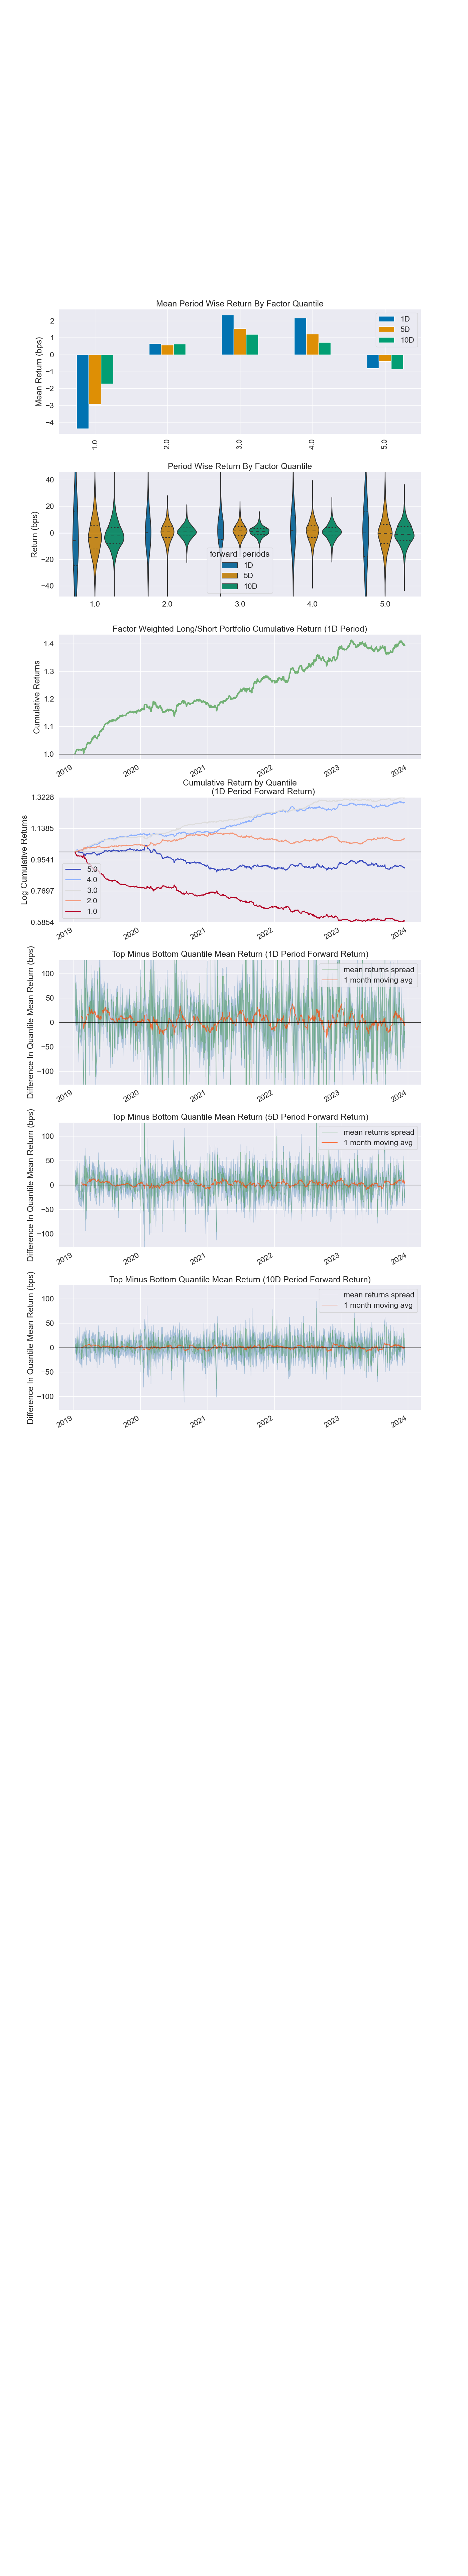 Mean Period Wise Return By Factor Quantile
Mean Return (bps)
2
1
0
−1
−2
−3
−4
1D
5D
10D
1.0
2.0
3.0
4.0
5.0
Period Wise Return By Factor Quantile
Return (bps)
40
20
0
−20
−40
forward_periods
1D
5D
10D
1.0
2.0
3.0
4.0
5.0
Factor Weighted Long/Short Portfolio Cumulative Return (1D Period)
Cumulative Returns
1.4
1.3
1.2
1.1
1.0
2019
2020
2021
2022
2023
2024
Cumulative Return by Quantile
(1D Period Forward Return)
Log Cumulative Returns
1.3228
1.1385
0.9541
0.7697
0.5854
5.0
4.0
3.0
2.0
1.0
2019
2020
2021
2022
2023
2024
Top Minus Bottom Quantile Mean Return (1D Period Forward Return)
Difference In Quantile Mean Return (bps)
100
50
0
−50
−100
mean returns spread
1 month moving avg
2019
2020
2021
2022
2023
2024
Top Minus Bottom Quantile Mean Return (5D Period Forward Return)
Difference In Quantile Mean Return (bps)
100
50
0
−50
−100
mean returns spread
1 month moving avg
2019
2020
2021
2022
2023
2024
Top Minus Bottom Quantile Mean Return (10D Period Forward Return)
Difference In Quantile Mean Return (bps)
100
50
0
−50
−100
mean returns spread
1 month moving avg
2019
2020
2021
2022
2023
2024